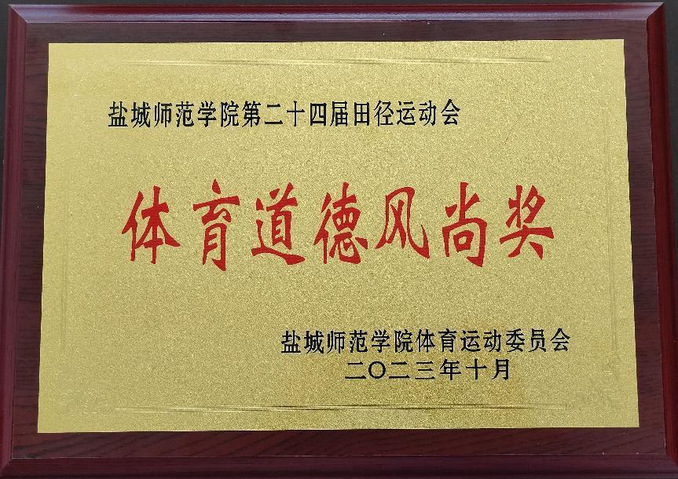 盐城师范学院第二十四届田径运动会
体育道德风尚奖
盐城师范学院体育运动委员会
二〇二三年十月